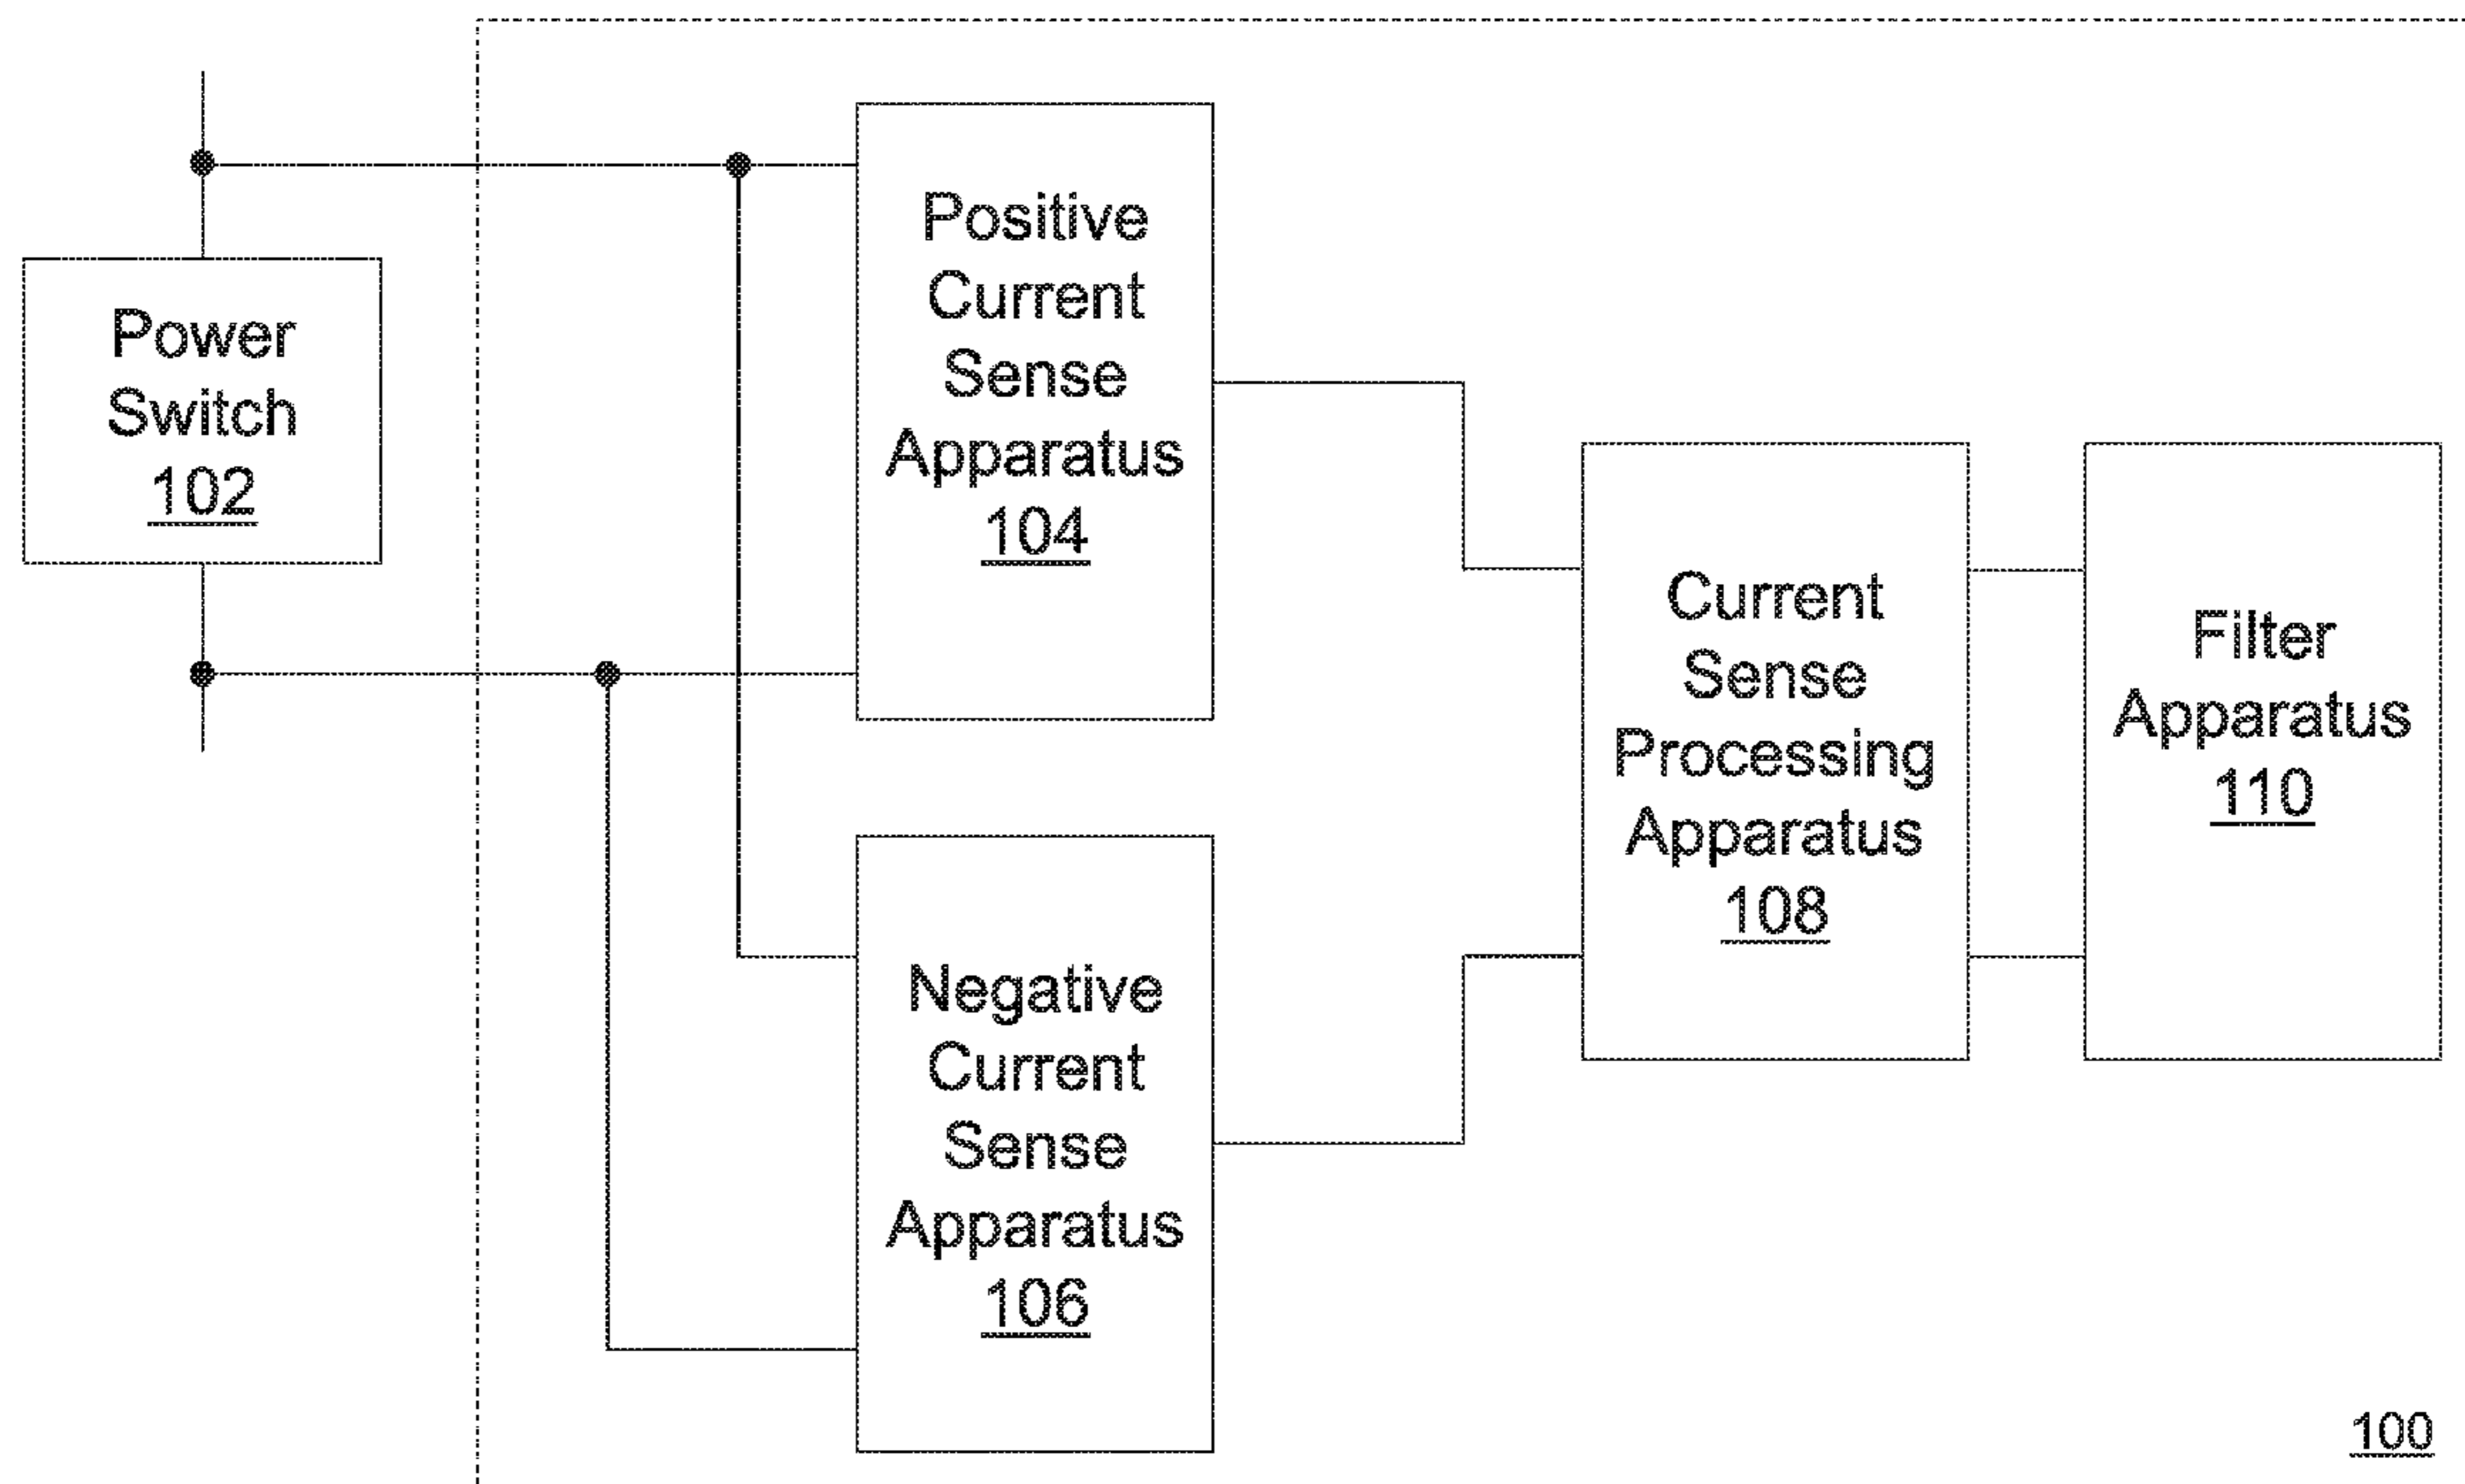 Power
Switch
102
Positive
Current
Sense
Apparatus
104
Negative
Current
Sense
Apparatus
106
Current
Sense
Processing
Apparatus
108
Filter
Apparatus
110
100